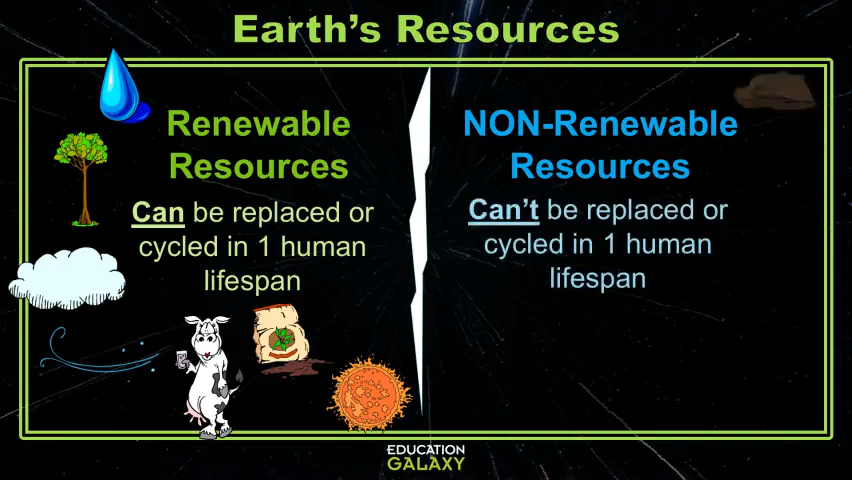 Earth’s Resources
Renewable
Resources
Can be replaced or
cycled in 1 human
lifespan
NON-Renewable
Resources
Can’t be replaced or
cycled in 1 human
lifespan
EDUCATION
GALAXY